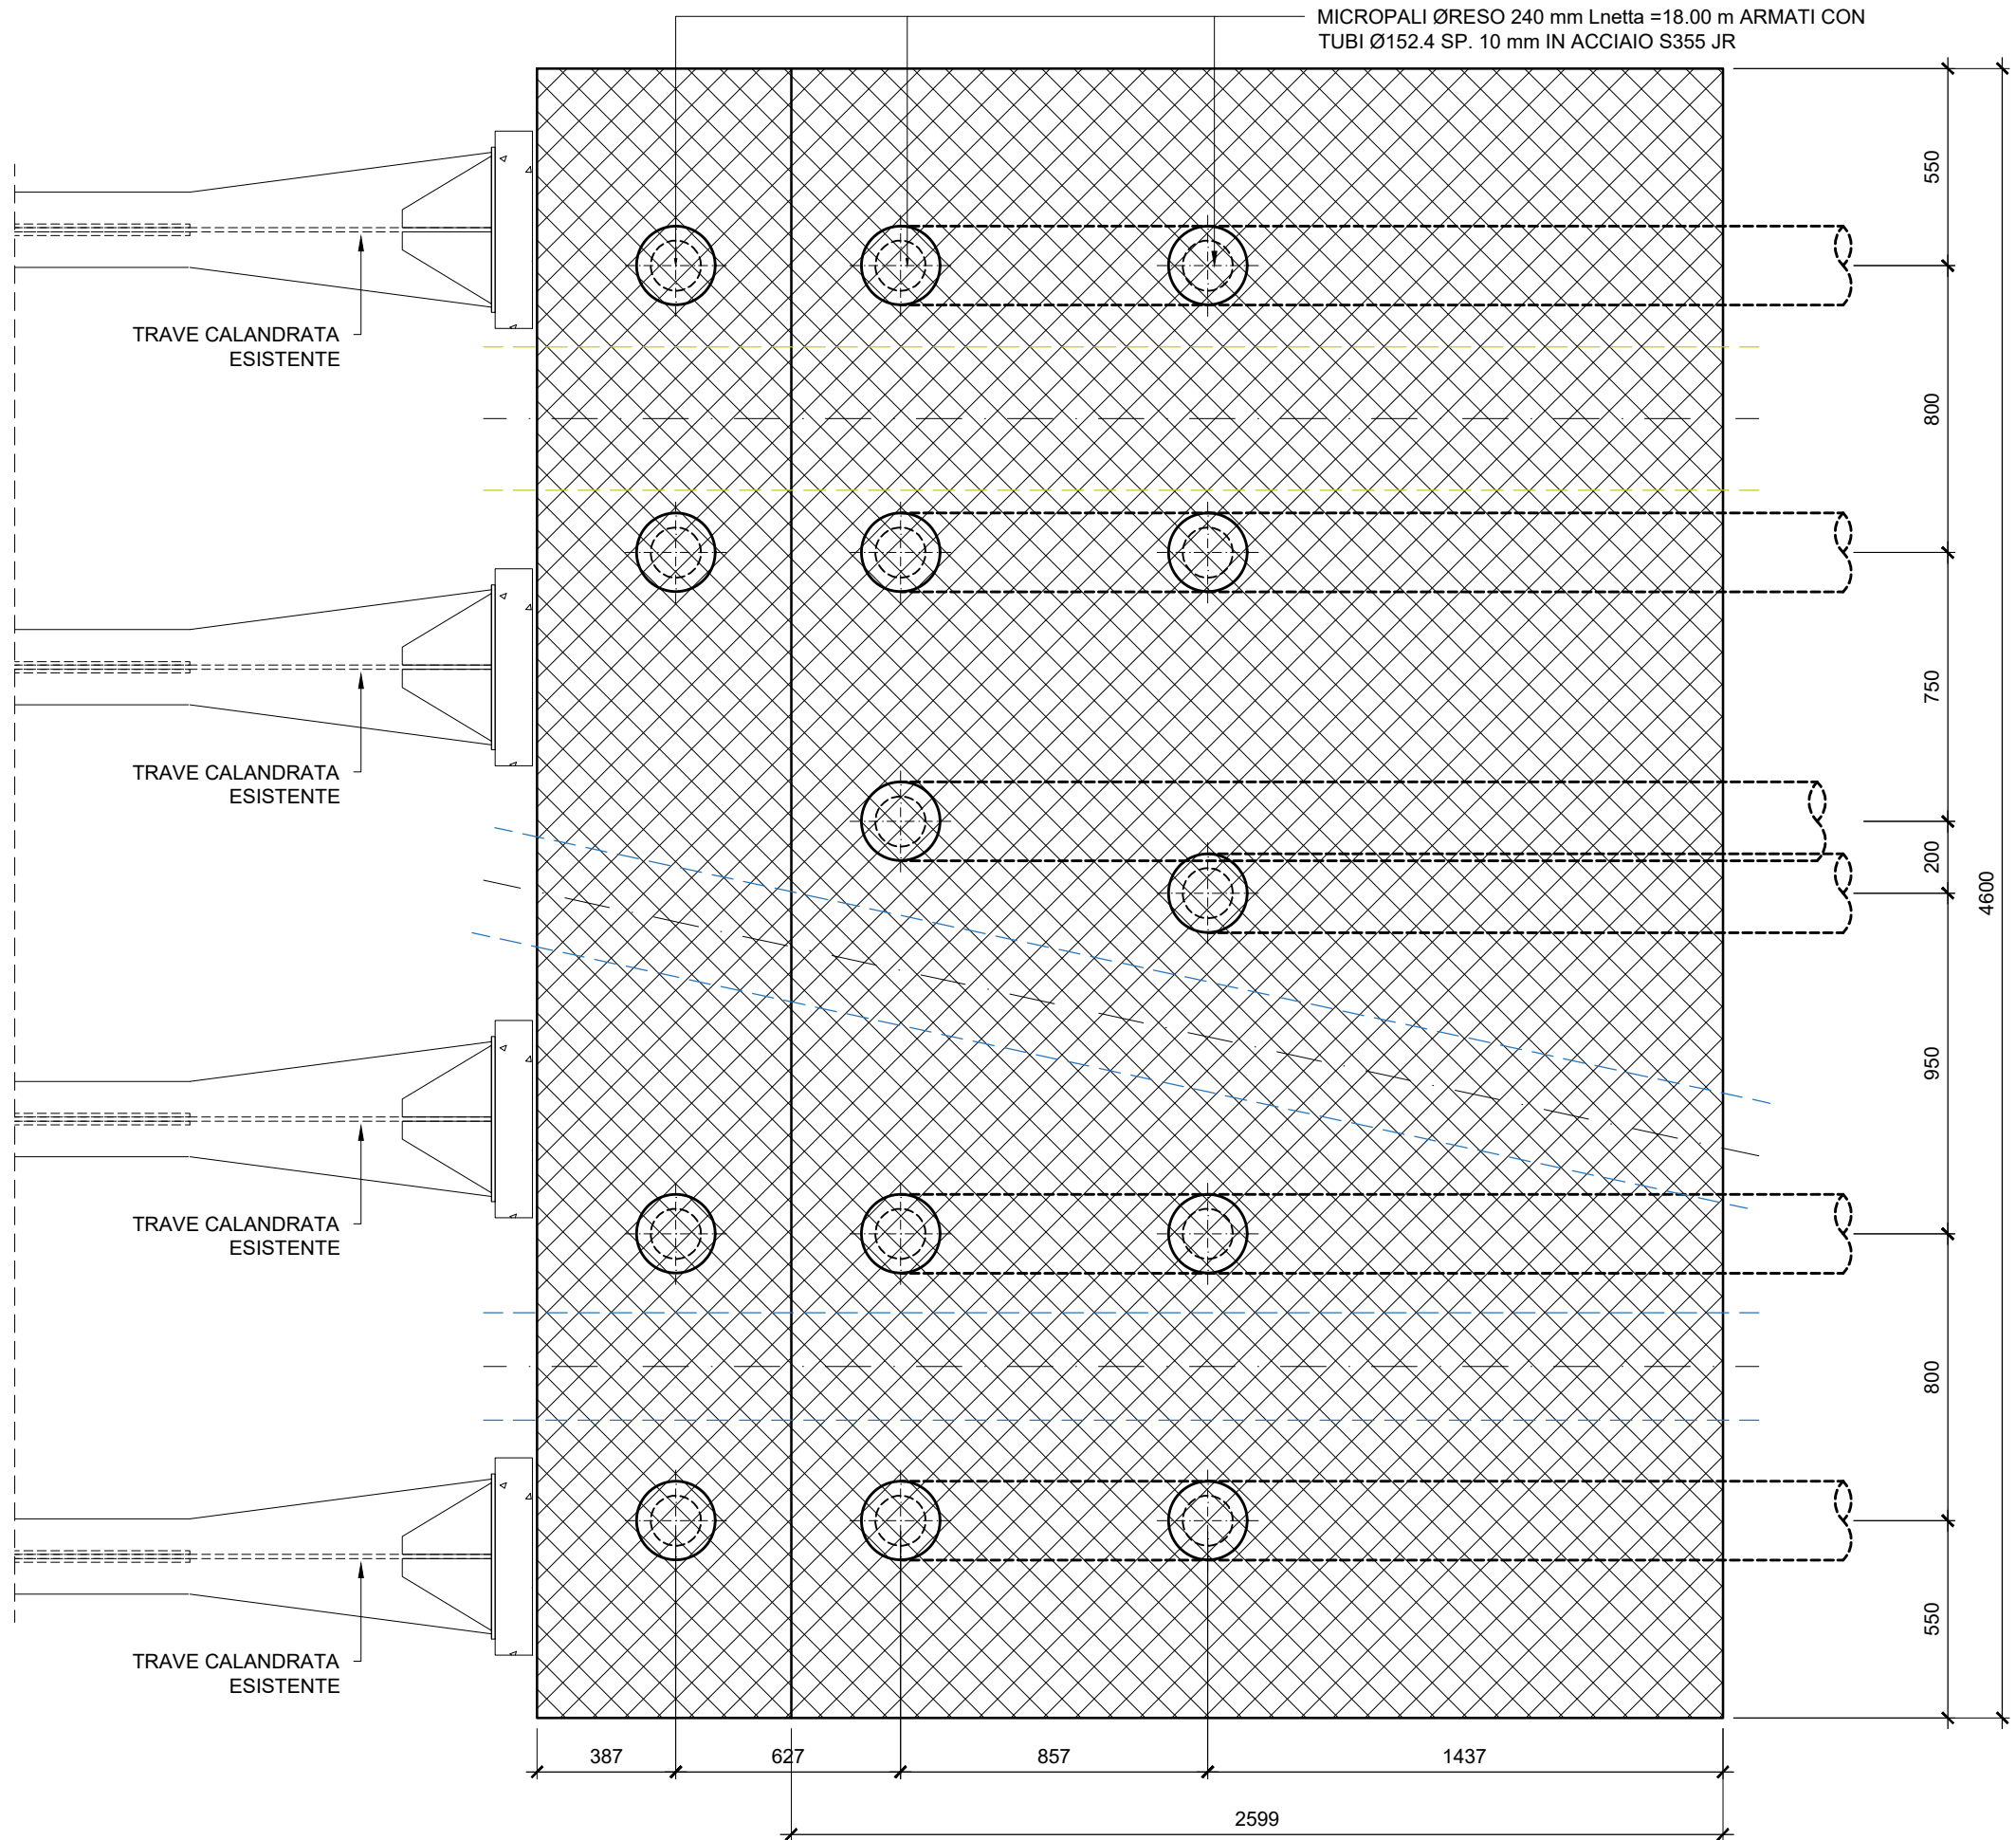 MICROPALI ØRESO 240 mm Lnetta =18.00 m ARMATI CON
TUBI Ø152.4 SP. 10 mm IN ACCIAIO S355 JR
TRAVE CALANDRATA
ESISTENTE
TRAVE CALANDRATA
ESISTENTE
TRAVE CALANDRATA
ESISTENTE
TRAVE CALANDRATA
ESISTENTE
550
800
750
200
950
800
550
4600
387
627
857
1437
2599